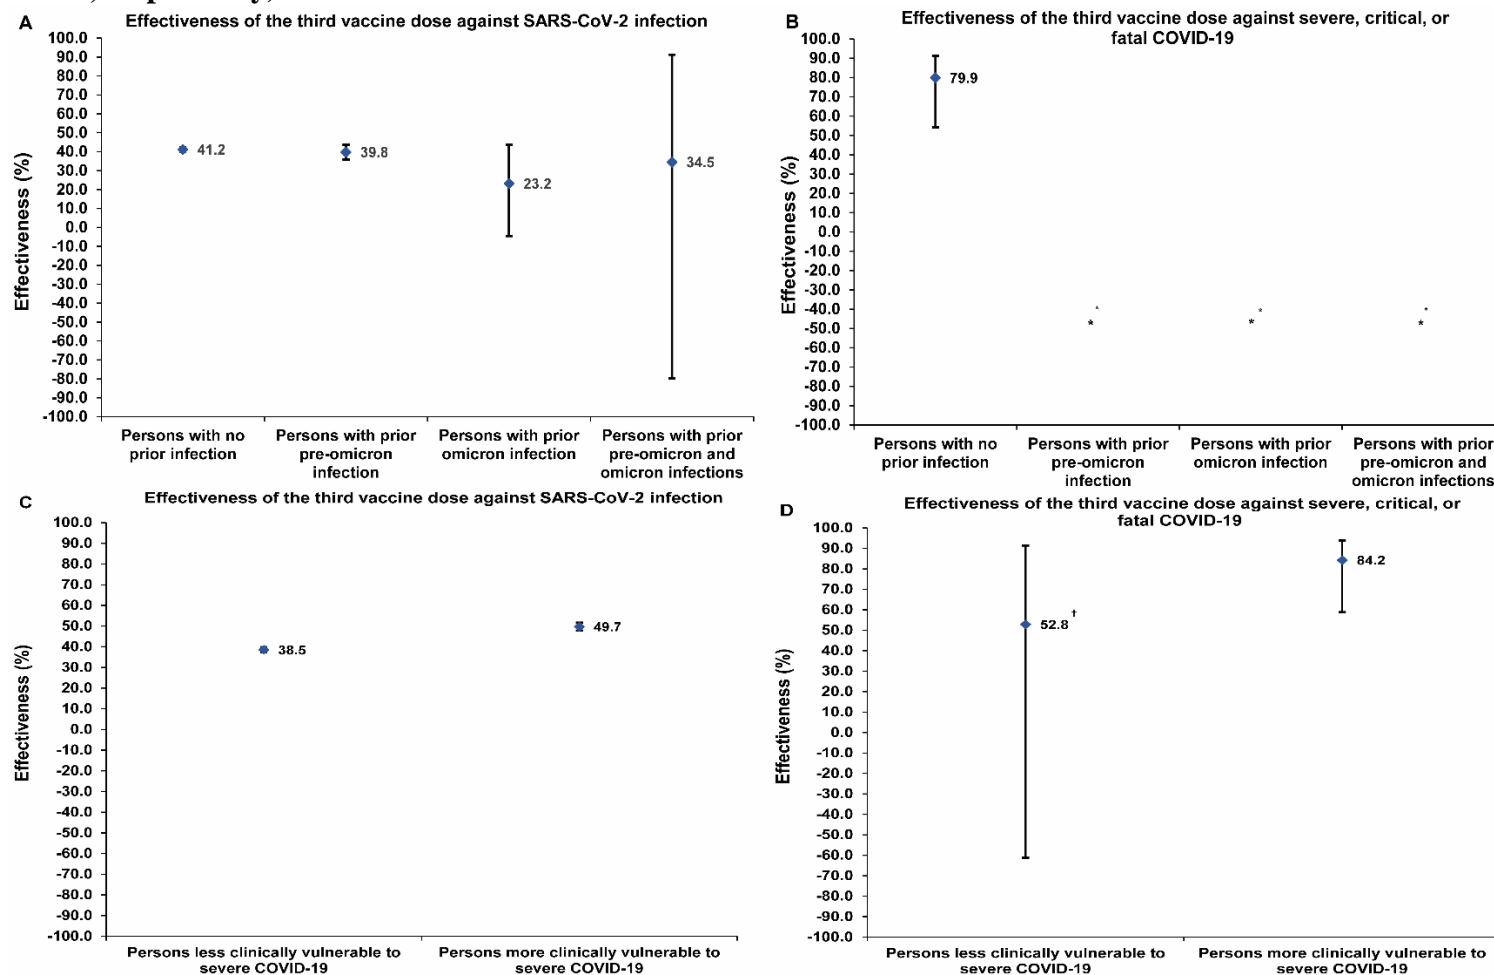 A
Effectiveness of the third vaccine dose against SARS-CoV-2 infection
100.0
90.0
80.0
70.0
60.0
50.0
40.0
30.0
20.0
10.0
0.0
-10.0
-20.0
-30.0
-40.0
-50.0
-60.0
-70.0
-80.0
-90.0
-100.0
Effectiveness (%)
41.2
39.8
23.2
34.5
Persons with no
prior infection
Persons with prior
pre-omicron
infection
Persons with prior
omicron infection
Persons with prior
pre-omicron and
omicron infections
B
Effectiveness of the third vaccine dose against severe, critical, or
fatal COVID-19
100.0
90.0
80.0
70.0
60.0
50.0
40.0
30.0
20.0
10.0
0.0
-10.0
-20.0
-30.0
-40.0
-50.0
-60.0
-70.0
-80.0
-90.0
-100.0
Effectiveness (%)
79.9
* *
* *
* *
Persons with no
prior infection
Persons with prior
pre-omicron
infection
Persons with prior
omicron infection
Persons with prior
pre-omicron and
omicron infections
C
Effectiveness of the third vaccine dose against SARS-CoV-2 infection
100.0
90.0
80.0
70.0
60.0
50.0
40.0
30.0
20.0
10.0
0.0
-10.0
-20.0
-30.0
-40.0
-50.0
-60.0
-70.0
-80.0
-90.0
-100.0
Effectiveness (%)
38.5
49.7
Persons less clinically vulnerable to
severe COVID-19
Persons more clinically vulnerable to
severe COVID-19
D
Effectiveness of the third vaccine dose against severe, critical, or
fatal COVID-19
100.0
90.0
80.0
70.0
60.0
50.0
40.0
30.0
20.0
10.0
0.0
-10.0
-20.0
-30.0
-40.0
-50.0
-60.0
-70.0
-80.0
-90.0
-100.0
Effectiveness (%)
52.8†
84.2
Persons less clinically vulnerable to
severe COVID-19
Persons more clinically vulnerable to
severe COVID-19